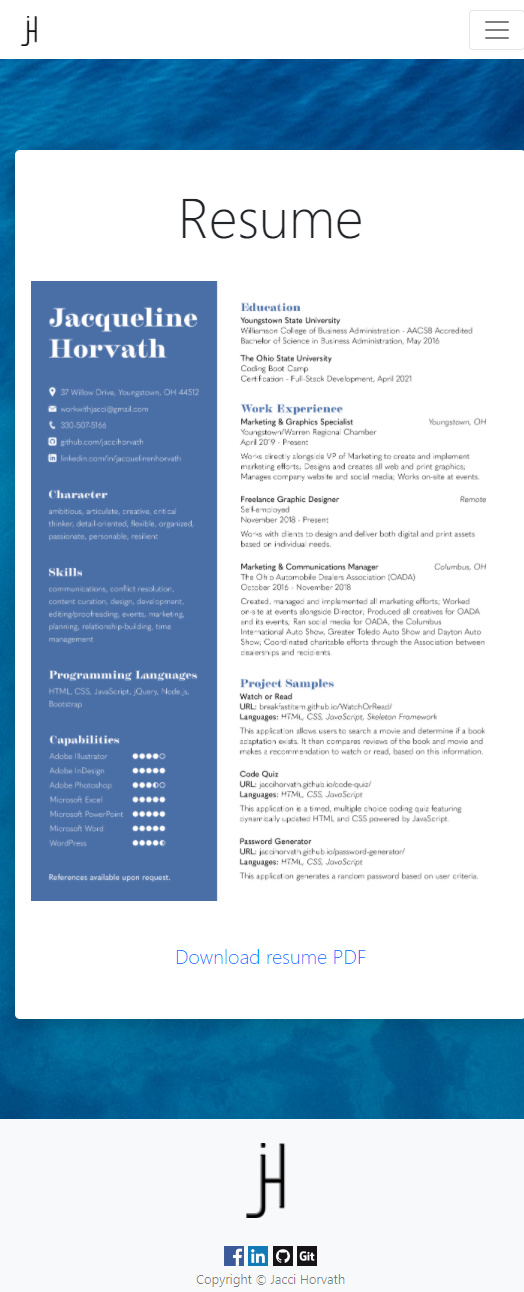 jH
Resume
Jacqueline
Horvath
37 Willow Drive, Youngstown, OH 44512
workwithjacci@gmail.com
330-507-5166
github.com/jaccihorvath
linkedin.com/in/jacquelinenhorvath
Character
ambitious, articulate, creative, critical
thinker, detail-oriented, flexible, organized,
passionate, personable, resilient
Skills
communications, conflict resolution,
content curation, design, development,
editing/proofreading, events, marketing,
planning, relationship-building, time
management
Programming Languages
HTML, CSS, JavaScript, jQuery, Node.js,
Bootstrap
Capabilities
Adobe Illustrator
Adobe InDesign
Adobe Photoshop
Microsoft Excel
Microsoft PowerPoint
Microsoft Word
WordPress
References available upon request.
Education
Youngstown State University
Williamson College of Business Administration - AACSB Accredited
Bachelor of Science in Business Administration, May 2016
The Ohio State University
Coding Boot Camp
Certification - Full-Stack Development, April 2021
Work Experience
Marketing & Graphics Specialist Youngstown, OH
Youngstown/Warren Regional Chamber
April 2019 - Present
Works directly alongside VP of Marketing to create and implement
marketing efforts; Designs and creates all web and print graphics;
Manages company website and social media; Works on-site at events.
Freelance Graphic Designer Remote
Self-employed
November 2018 - Present
Works with clients to design and deliver both digital and print assets
based on individual needs.
Marketing & Communications Manager Columbus, OH
The Ohio Automobile Dealers Association (OADA)
October 2016 - November 2018
Created, managed and implemented all marketing efforts; Worked
on-site at events alongside Director; Produced all creatives for OADA
and its events; Ran social media for OADA, the Columbus
International Auto Show, Greater Toledo Auto Show and Dayton Auto
Show; Coordinated charitable efforts through the Association between
dealerships and recipients.
Project Samples
Watch or Read
URL: breakfastitem.github.io/WatchOrRead/
Languages: HTML, CSS, JavaScript, Skeleton Framework
This application allows users to search a movie and determine if a book
adaptation exists. It then compares reviews of the book and movie and
makes a recommendation to watch or read, based on this information.
Code Quiz
URL: jaccihorvath.github.io/code-quiz/
Languages: HTML, CSS, JavaScript
This application is a timed, multiple choice coding quiz featuring
dynamically updated HTML and CSS powered by JavaScript.
Password Generator
URL: jaccihorvath.github.io/password-generator/
Languages: HTML, CSS, JavaScript
This application generates a random password based on user criteria.
Download resume PDF
jH
f in Git
Copyright © Jacci Horvath